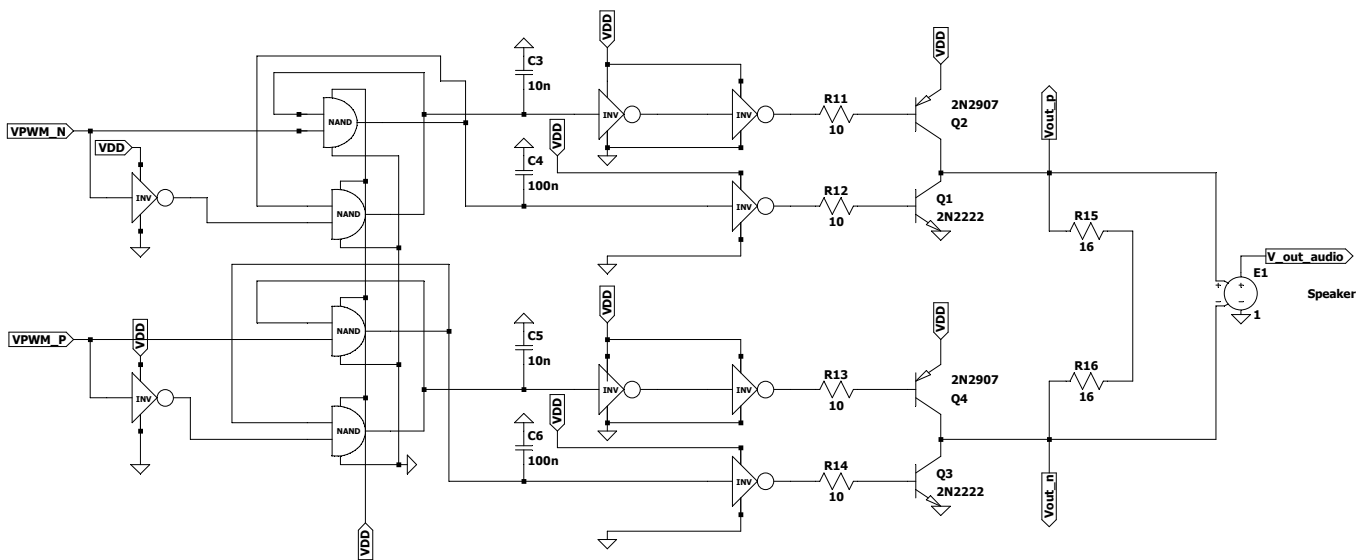 VPWM_N
VDD
INV
NAND
NAND
C3
10n
C4
100n
VDD
INV
INV
VDD
INV
R11
10
R12
10
VDD
2N2907
Q2
Q1
2N2222
Vout_p
R15
16
V_out_audio
E1
Speaker
1
VPWM_P
VDD
INV
NAND
NAND
VDD
C5
10n
C6
100n
VDD
INV
INV
VDD
INV
R13
10
R14
10
VDD
2N2907
Q4
Q3
2N2222
R16
16
Vout_n